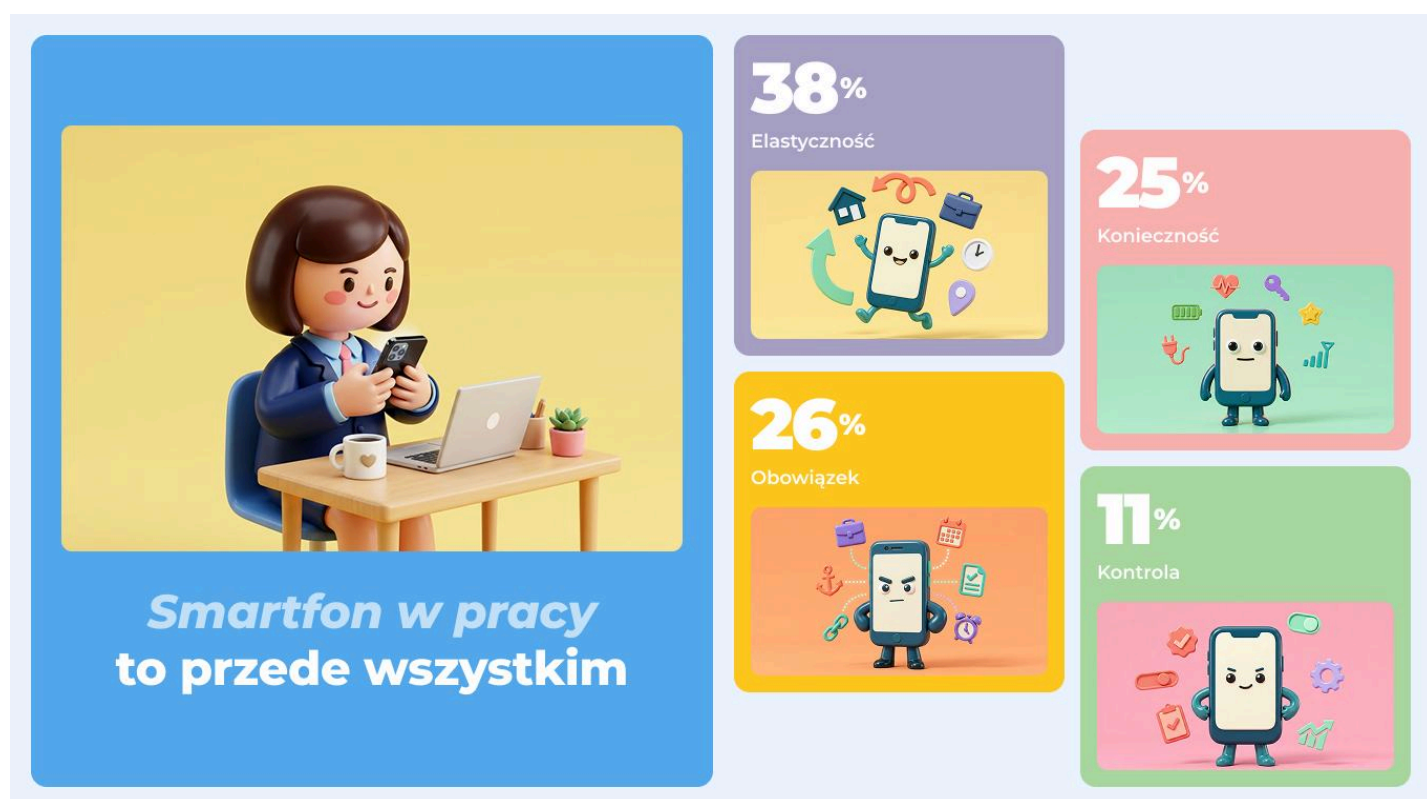 Smartfon w pracy
to przede wszystkim
38%
Elastyczność
25%
Konieczność
26%
Obowiązek
11%
Kontrola